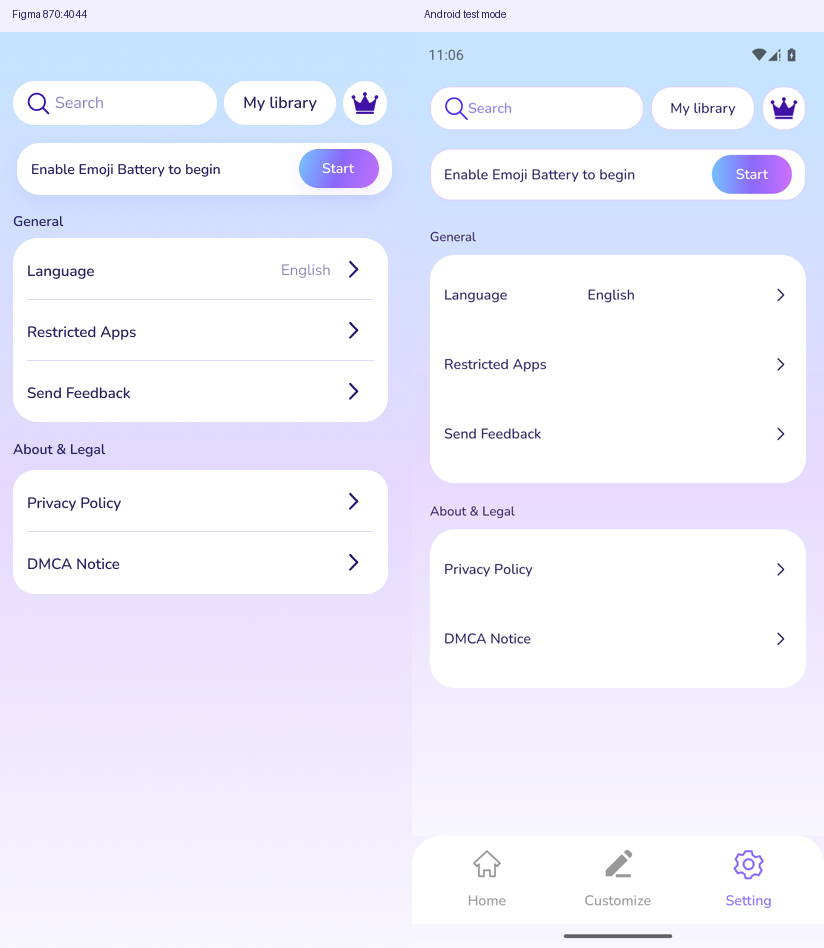 Figma 870:4044
Search
My library
Enable Emoji Battery to begin
Start
General
Language
English
Restricted Apps
Send Feedback
About & Legal
Privacy Policy
DMCA Notice
Android test mode
11:06
Search
My library
Enable Emoji Battery to begin
Start
General
Language
English
Restricted Apps
Send Feedback
About & Legal
Privacy Policy
DMCA Notice
Home
Customize
Setting